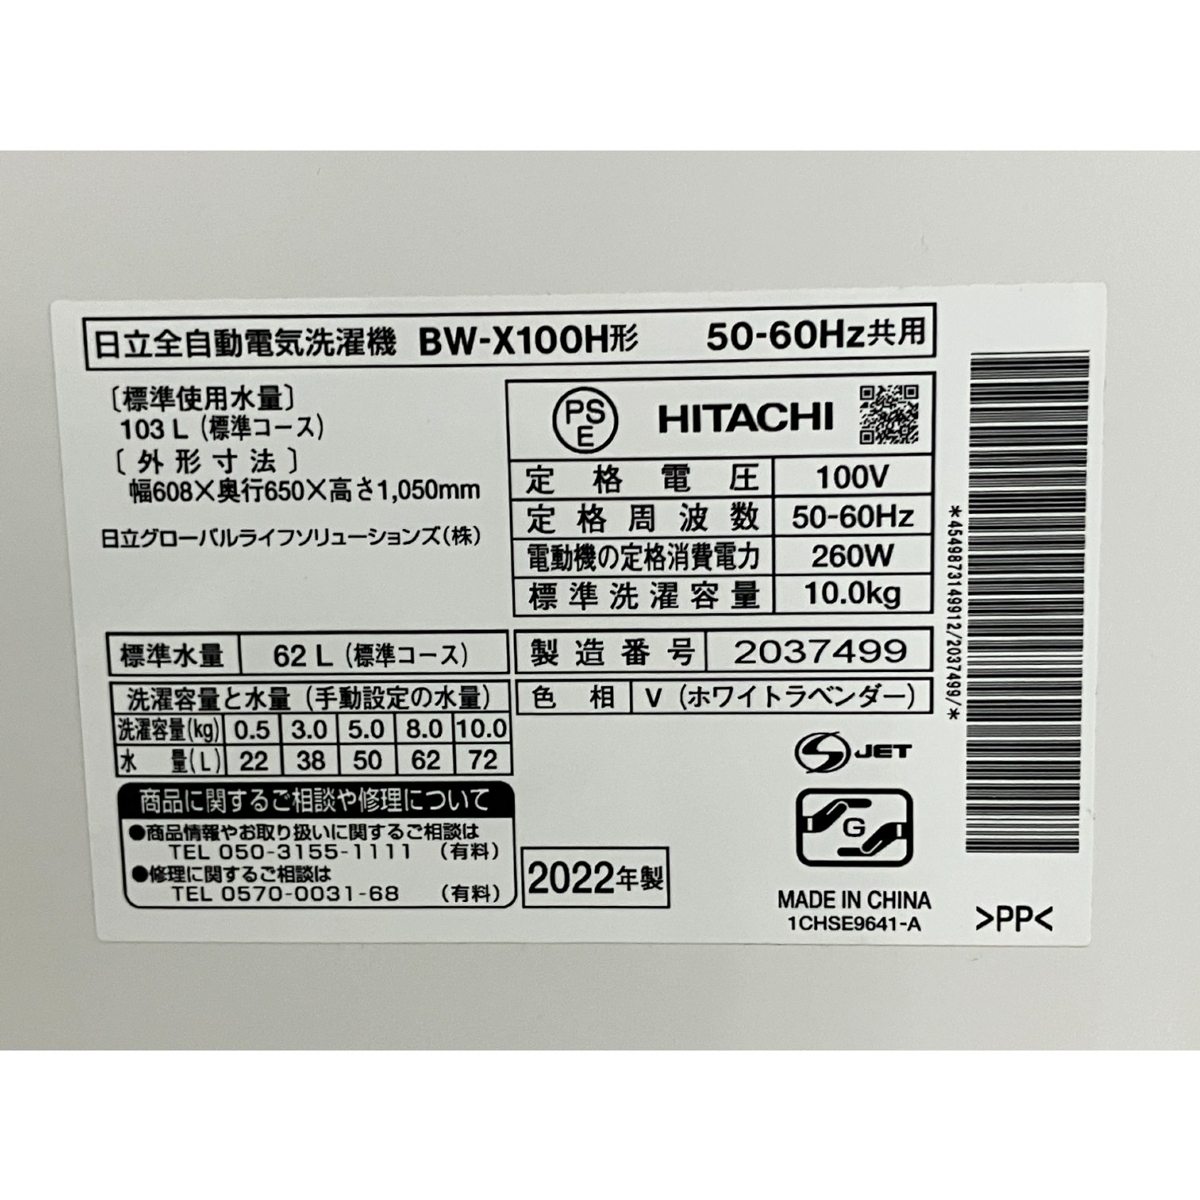 日立全自動電気洗濯機 BW-X100H形 50-60Hz共用
〔標準使用水量〕
103 L (標準コース)
〔外形寸法〕
幅608×奥行650×高さ1,050mm
日立グローバルライフソリューションズ(株)
PS E HITACHI
定格電圧 100V
定格周波数 50-60Hz
電動機の定格消費電力 260W
標準洗濯容量 10.0kg
標準水量 62 L (標準コース)
製造番号 2037499
洗濯容量と水量 (手動設定の水量)
洗濯容量(kg) 0.5 3.0 5.0 8.0 10.0
水量(L) 22 38 50 62 72
色相 V (ホワイトラベンダー)
商品に関するご相談や修理について
●商品情報やお取り扱いに関するご相談は
TEL 050-3155-1111 (有料)
●修理に関するご相談は
TEL 0570-0031-68 (有料)
2022年製
S JET
G
MADE IN CHINA
1CHSE9641-A
>PP<
*4549873149912/2037499/*